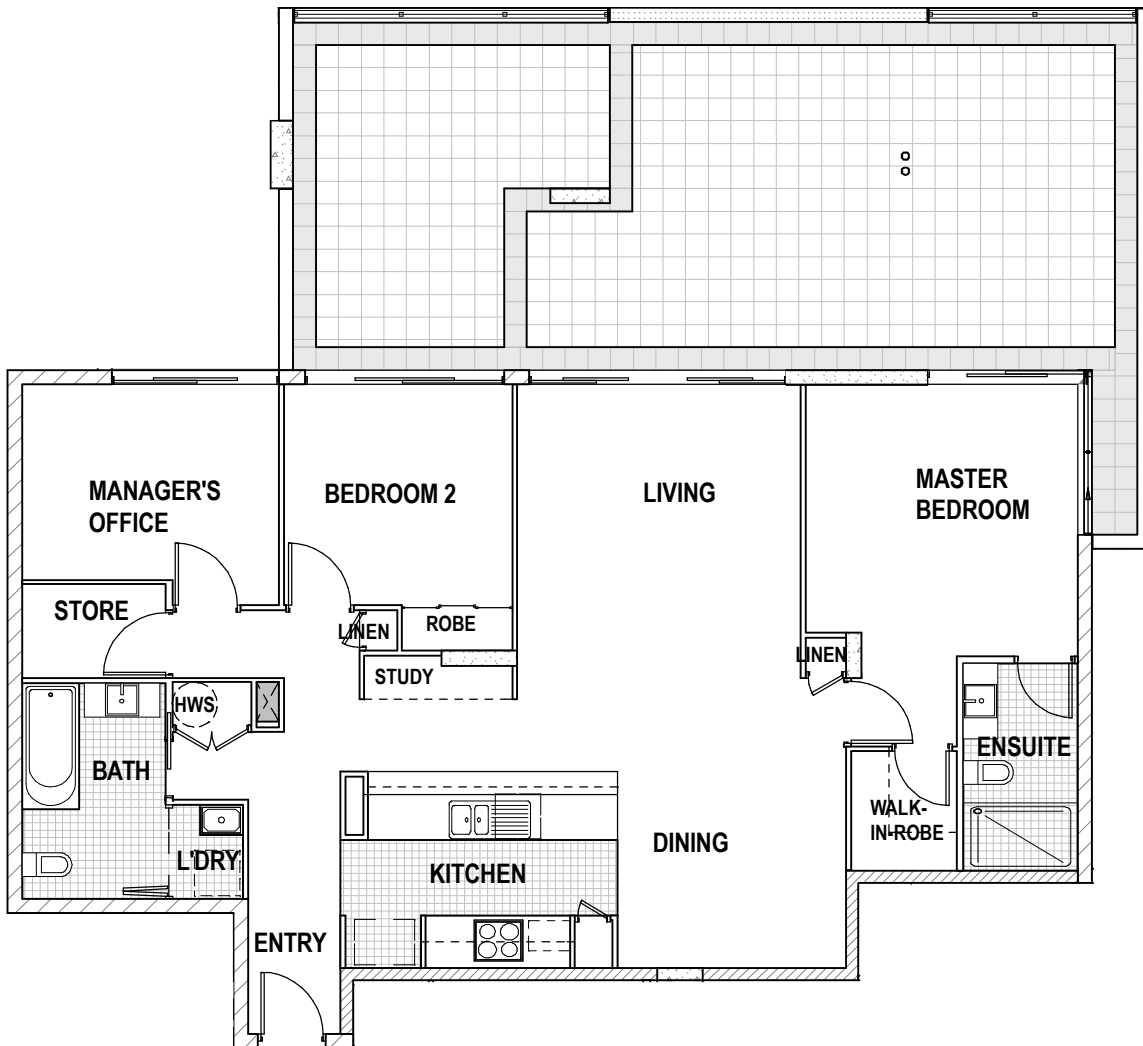 MANAGER'S
OFFICE
BEDROOM 2
LIVING
MASTER
BEDROOM
STORE
LINEN
ROBE
STUDY
LINEN
HWS
BATH
ENSUITE
WALK-
IN-ROBE
DINING
L'DRY
KITCHEN
ENTRY